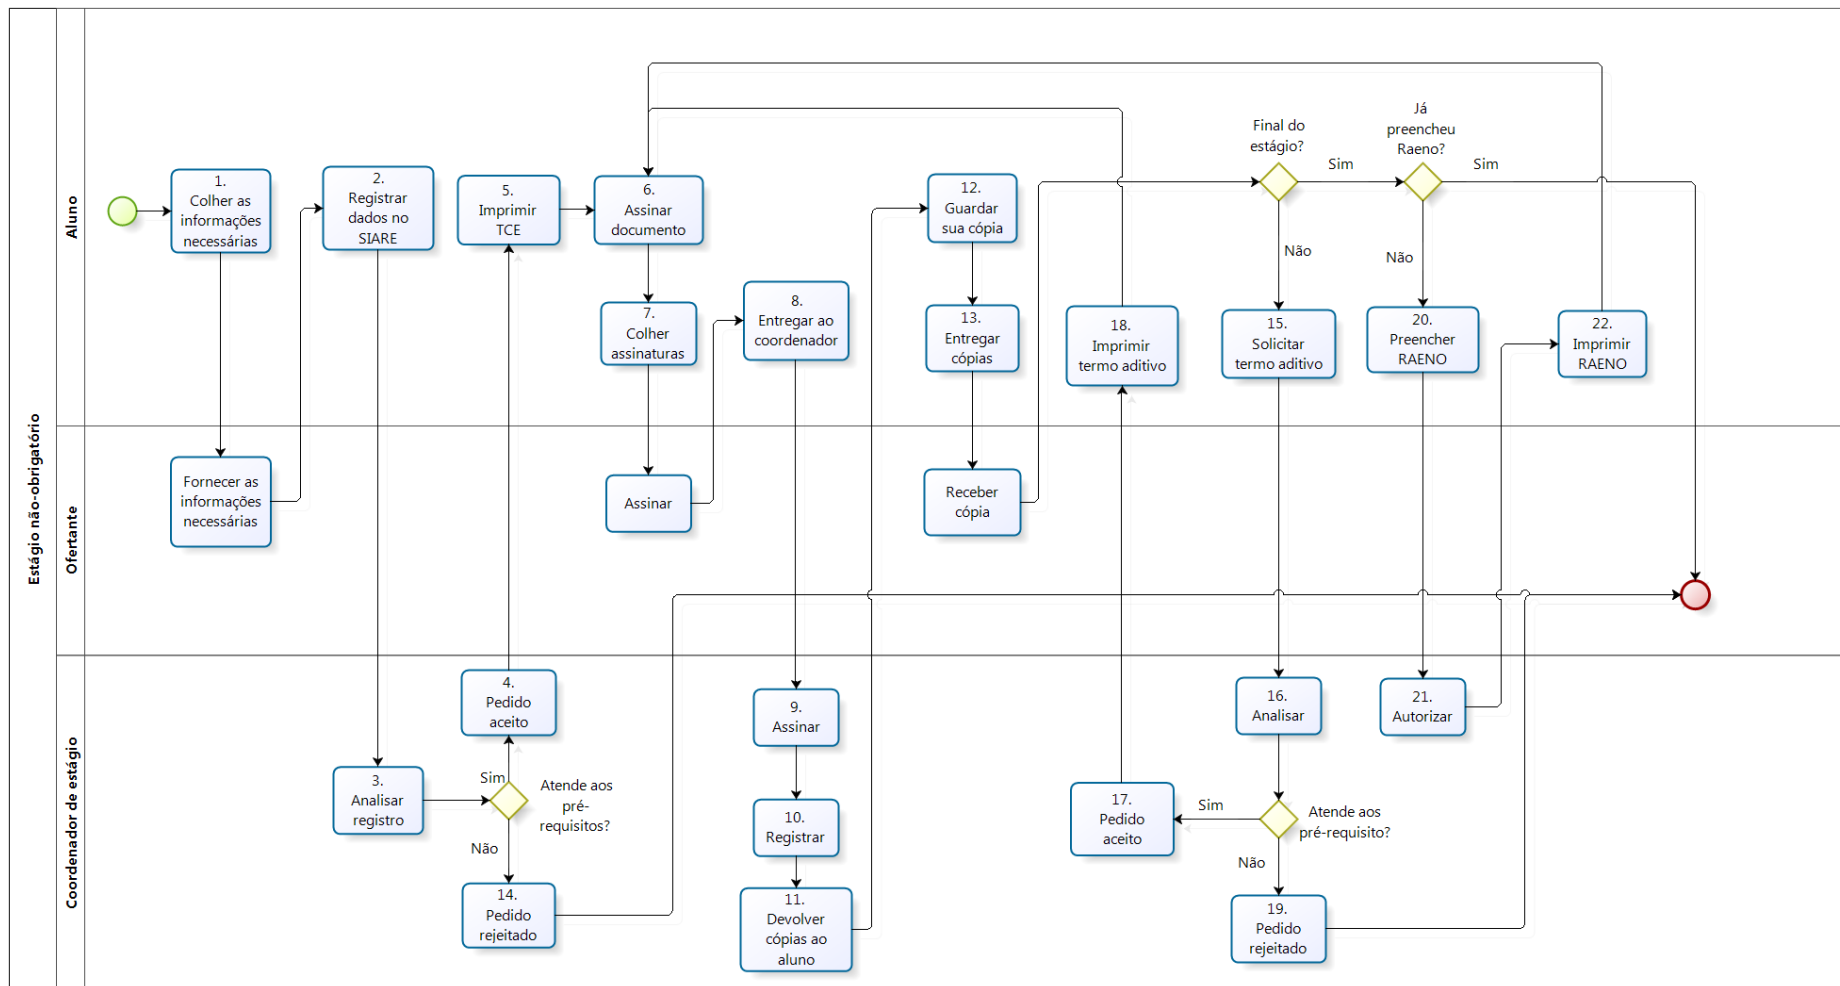 Estágio não-obrigatório
Aluno
1.
Colher as
informações
necessárias
2.
Registrar
dados no
SIARE
5.
Imprimir
TCE
6.
Assinar
documento
7.
Colher
assinaturas
8.
Entregar ao
coordenador
12.
Guardar
sua cópia
13.
Entregar
cópias
18.
Imprimir
termo aditivo
Final do
estágio?
Sim
Não
15.
Solicitar
termo aditivo
Já
preencheu
Raeno?
Sim
Não
20.
Preencher
RAENO
22.
Imprimir
RAENO
Ofertante
Fornecer as
informações
necessárias
Assinar
Receber
cópia
Coordenador de estágio
3.
Analisar
registro
4.
Pedido
aceito
Sim
Atende aos
pré-
requisitos?
Não
14.
Pedido
rejeitado
9.
Assinar
10.
Registrar
11.
Devolver
cópias ao
aluno
17.
Pedido
aceito
16.
Analisar
Sim
Atende aos
pré-requisito?
Não
19.
Pedido
rejeitado
21.
Autorizar